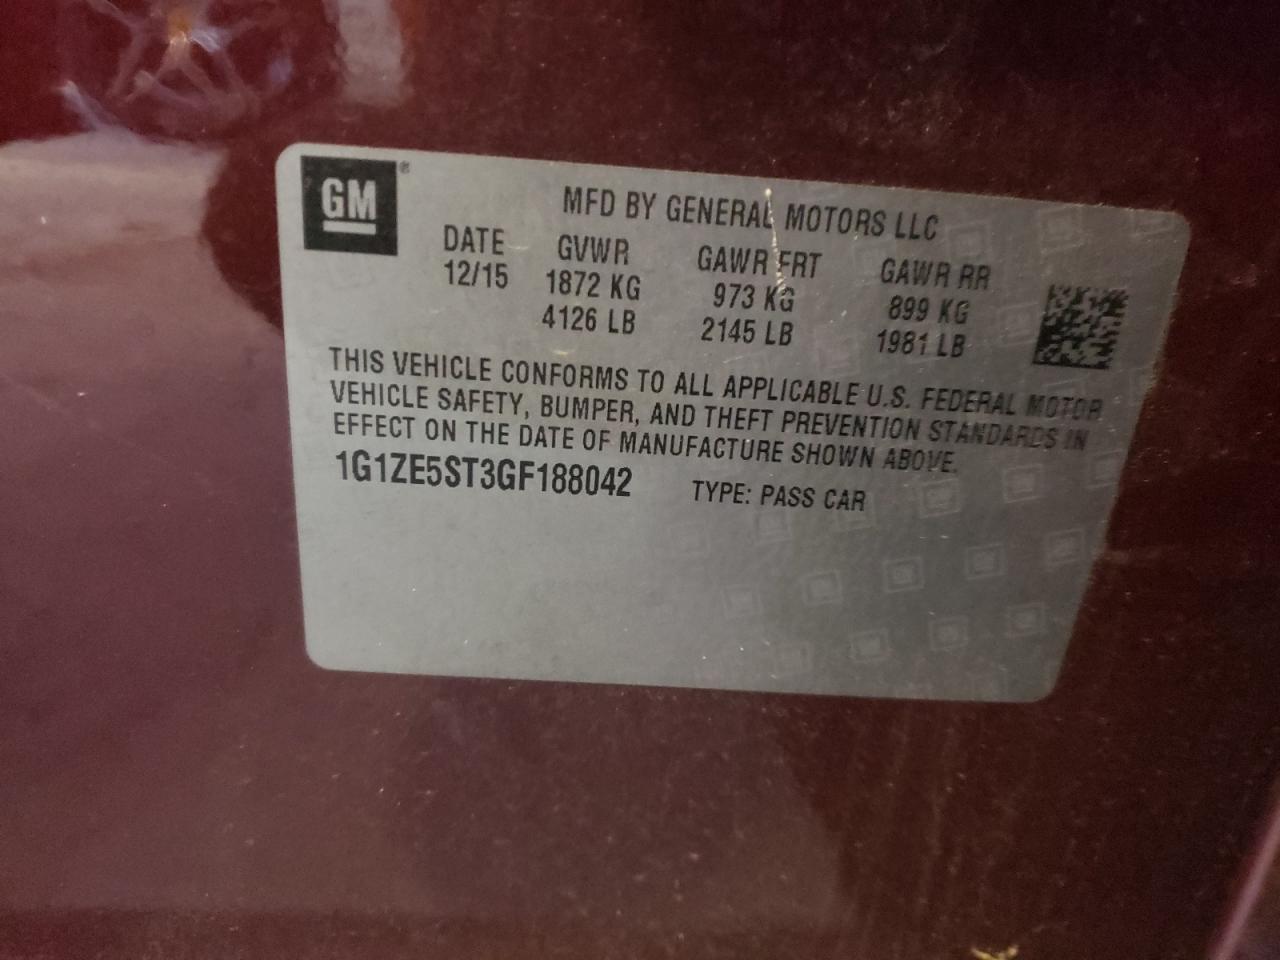 GM®
MFD BY GENERAL MOTORS LLC
DATE GVWR GAWR FRT GAWR RR
12/15 1872 KG 973 KG 899 KG
4126 LB 2145 LB 1981 LB
THIS VEHICLE CONFORMS TO ALL APPLICABLE U.S. FEDERAL MOTOR
VEHICLE SAFETY, BUMPER, AND THEFT PREVENTION STANDARDS IN
EFFECT ON THE DATE OF MANUFACTURE SHOWN ABOVE.
1G1ZE5ST3GF188042 TYPE: PASS CAR